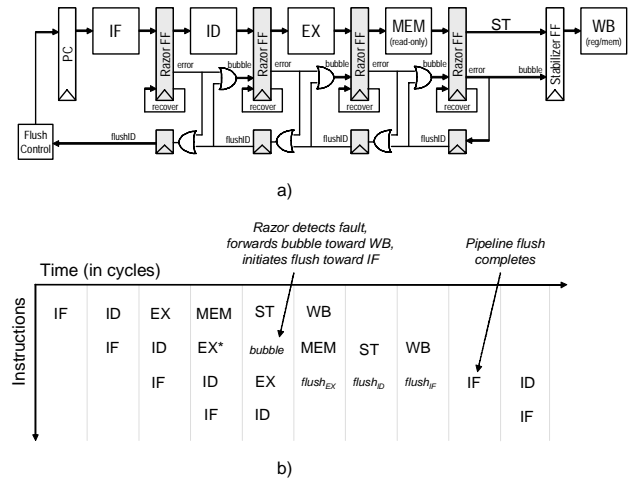 PC
IF
Razor FF
ID
Razor FF
EX
Razor FF
MEM
(read-only)
Razor FF
ST
Stabilizer FF
WB
(reg/mem)
error
bubble
error
bubble
error
bubble
error
bubble
recover
recover
recover
recover
Flush
Control
flushID
flushID
flushID
flushID
a)
Razor detects fault,
forwards bubble toward WB,
initiates flush toward IF
Pipeline flush
completes
Time (in cycles)
Instructions
IF ID EX MEM ST WB
IF ID EX* bubble MEM ST WB
IF ID EX flushEX flushID flushIF IF ID
IF ID IF
b)